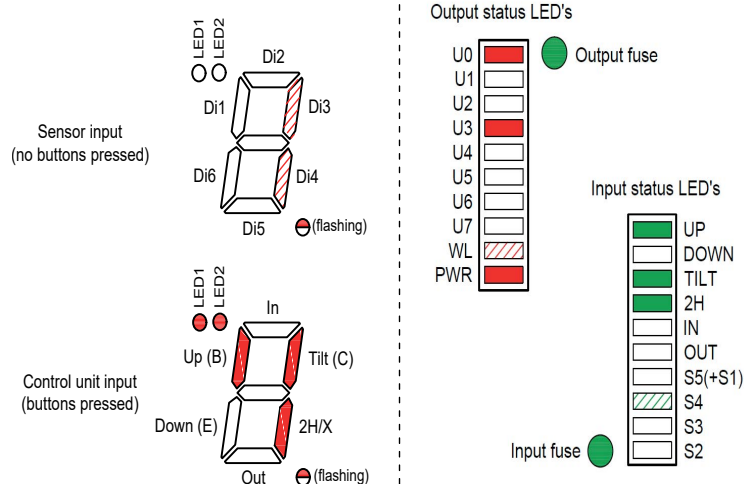 LED1
LED2
Di2
Di1
Di3
Sensor input
(no buttons pressed)
Di6
Di4
Di5
(flashing)
LED1
LED2
In
Up (B)
Tilt (C)
Control unit input
(buttons pressed)
Down (E)
2H/X
Out
(flashing)
Output status LED's
U0
Output fuse
U1
U2
U3
U4
U5
U6
U7
WL
PWR
Input status LED's
UP
DOWN
TILT
2H
IN
OUT
S5(+S1)
S4
S3
Input fuse
S2